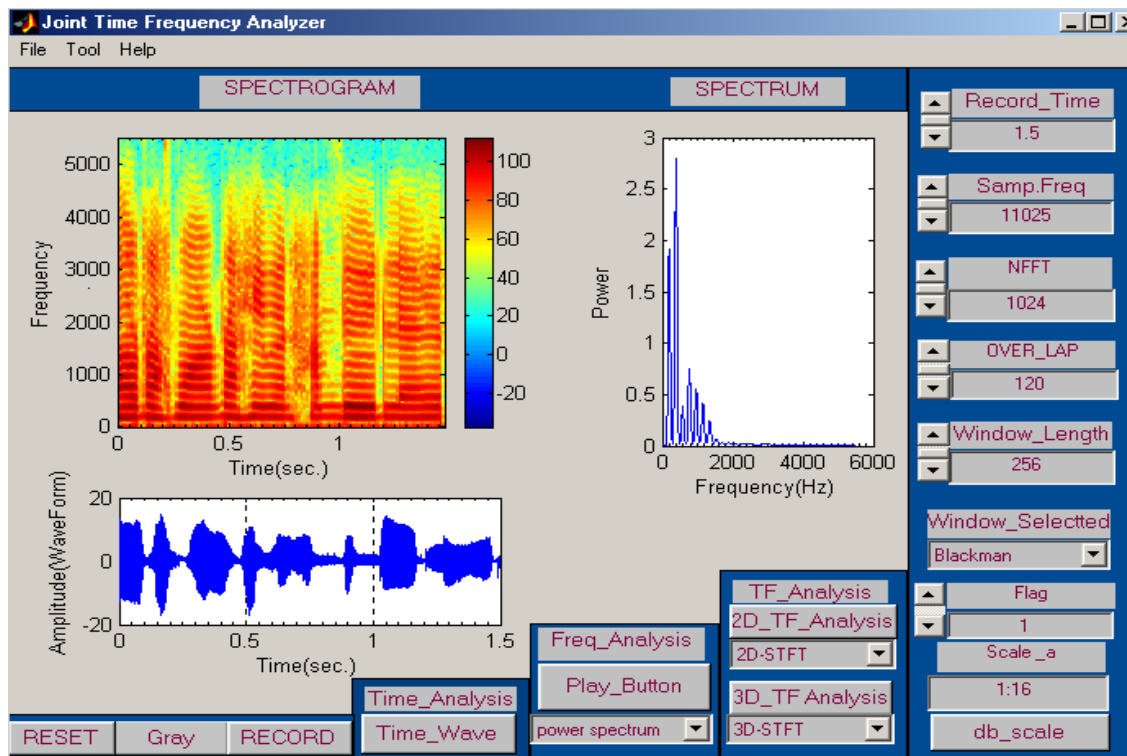 Joint Time Frequency Analyzer
File Tool Help
SPECTROGRAM
SPECTRUM
5000
4000
3000
2000
1000
0
Frequency
0 0.5 1
Time(sec.)
100
80
60
40
20
0
-20
3
2.5
2
1.5
1
0.5
0
Power
0 2000 4000 6000
Frequency(Hz)
20
0
-20
Amplitude(WaveForm)
0 0.5 1 1.5
Time(sec.)
Record_Time
1.5
Samp.Freq
11025
NFFT
1024
OVER_LAP
120
Window_Length
256
Window_Selectted
Blackman
Flag
1
Scale_a
1:16
db_scale
TF_Analysis
2D_TF_Analysis
2D-STFT
3D_TF Analysis
3D-STFT
Freq_Analysis
Play_Button
power spectrum
Time_Analysis
Time_Wave
RESET Gray RECORD